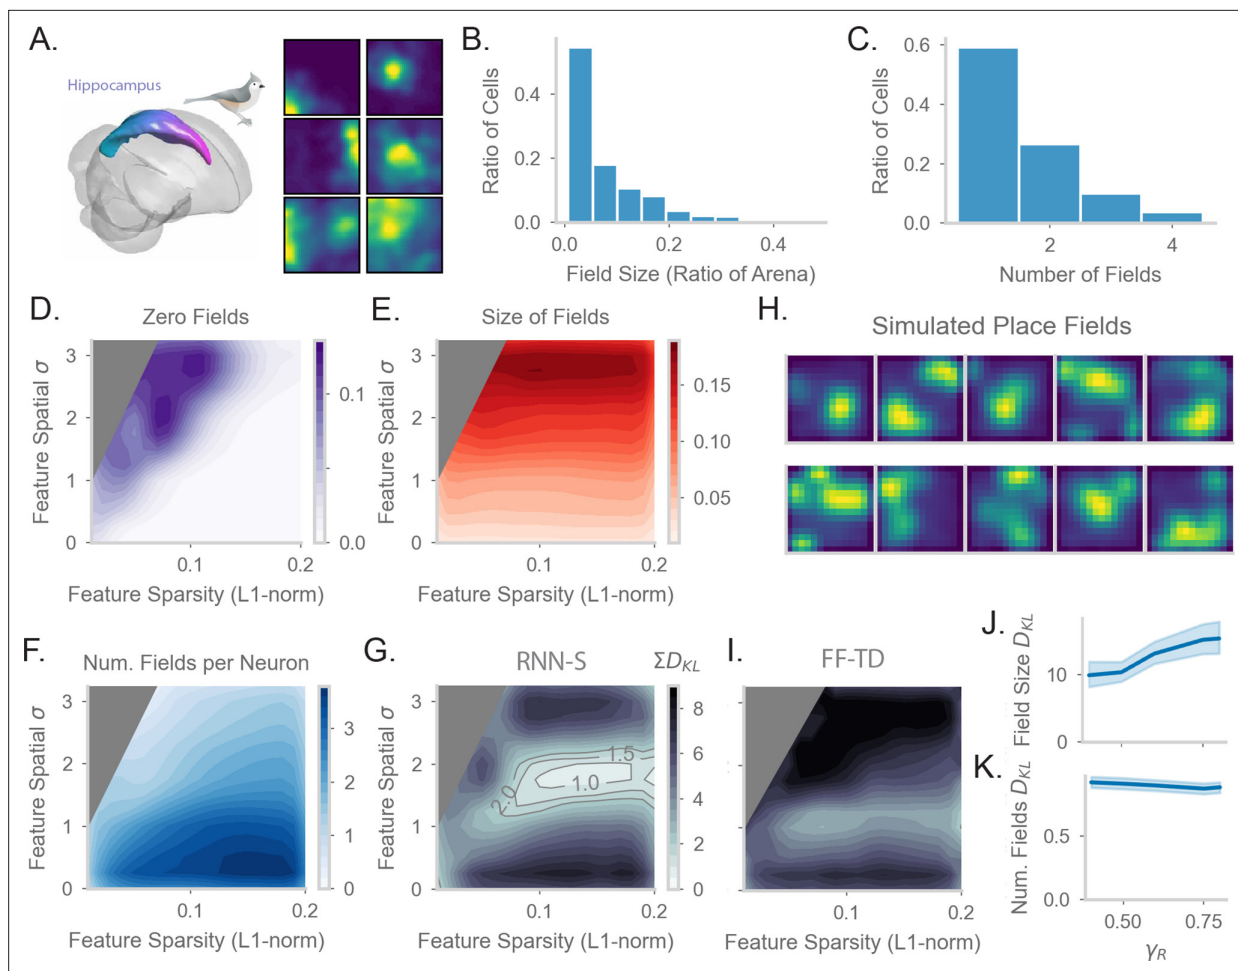 A.
Hippocampus
B.
Ratio of Cells
0.4
0.2
0.0
0.0
0.2
0.4
Field Size (Ratio of Arena)
C.
Ratio of Cells
0.6
0.4
0.2
0.0
2
4
Number of Fields
D.
Zero Fields
Feature Spatial σ
3
2
1
0
0.1
0.2
Feature Sparsity (L1-norm)
0.1
0.0
E.
Size of Fields
Feature Spatial σ
3
2
1
0
0.1
0.2
Feature Sparsity (L1-norm)
0.15
0.10
0.05
H.
Simulated Place Fields
F.
Num. Fields per Neuron
Feature Spatial σ
3
2
1
0
0.1
0.2
Feature Sparsity (L1-norm)
3
2
1
0
G.
RNN-S
Feature Spatial σ
3
2
1
0
1.5
1.0
2.0
0.1
0.2
Feature Sparsity (L1-norm)
ΣD_KL
8
6
4
2
0
I.
FF-TD
0.1
0.2
Feature Sparsity (L1-norm)
J.
Field Size D_KL
10
0
K.
Num. Fields D_KL
0.5
0.0
0.50
0.75
γ_R